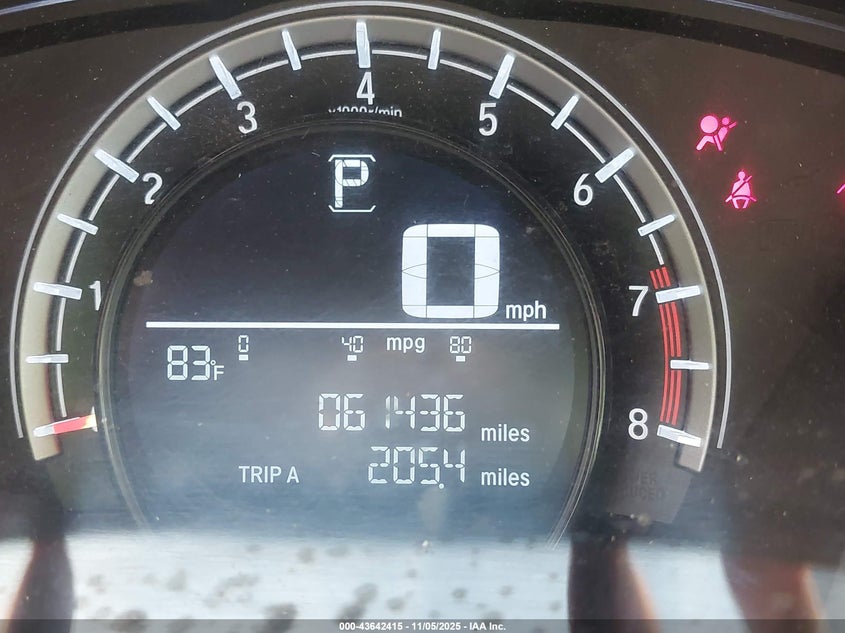 4
x1000r/min
3
5
2
6
1
7
8
P
0 mph
0 40 mpg 80
83°F
061436 miles
TRIP A 205.4 miles
000-43642415 - 11/05/2025 - IAA Inc.